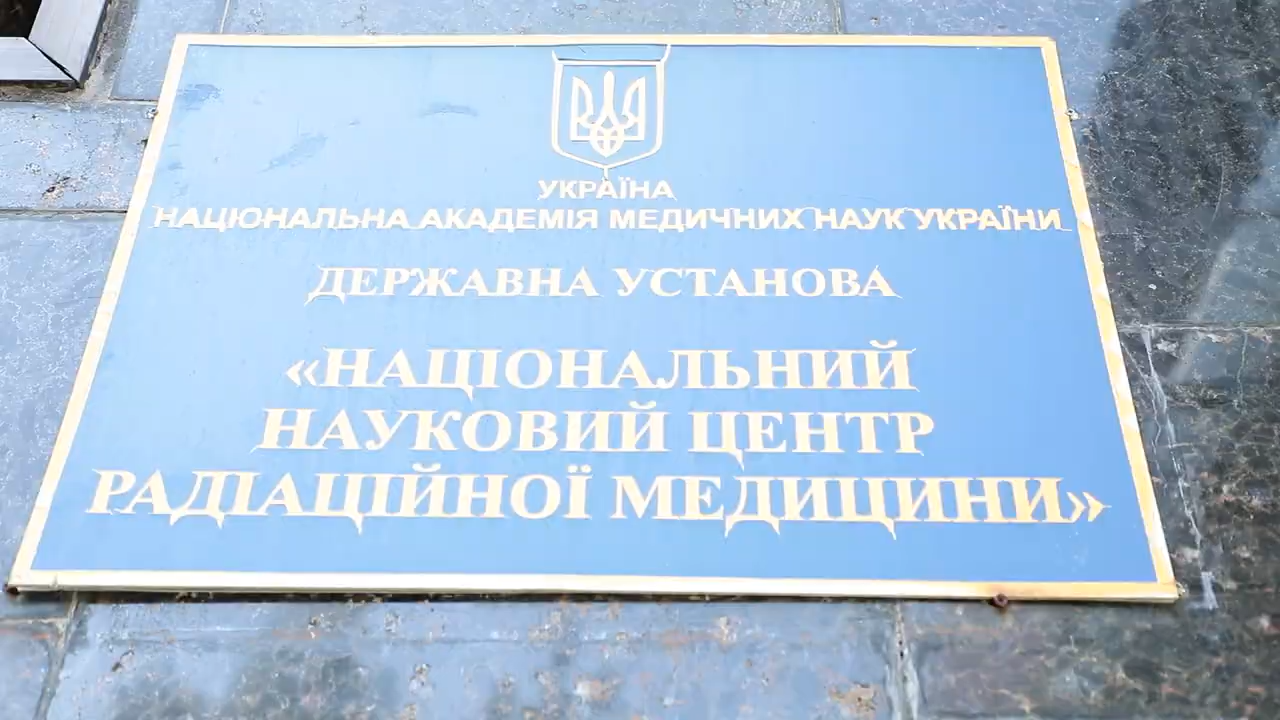 УКРАЇНА
НАЦІОНАЛЬНА АКАДЕМІЯ МЕДИЧНИХ НАУК УКРАЇНИ
ДЕРЖАВНА УСТАНОВА
«НАЦІОНАЛЬНИЙ
НАУКОВИЙ ЦЕНТР
РАДІАЦІЙНОЇ МЕДИЦИНИ»